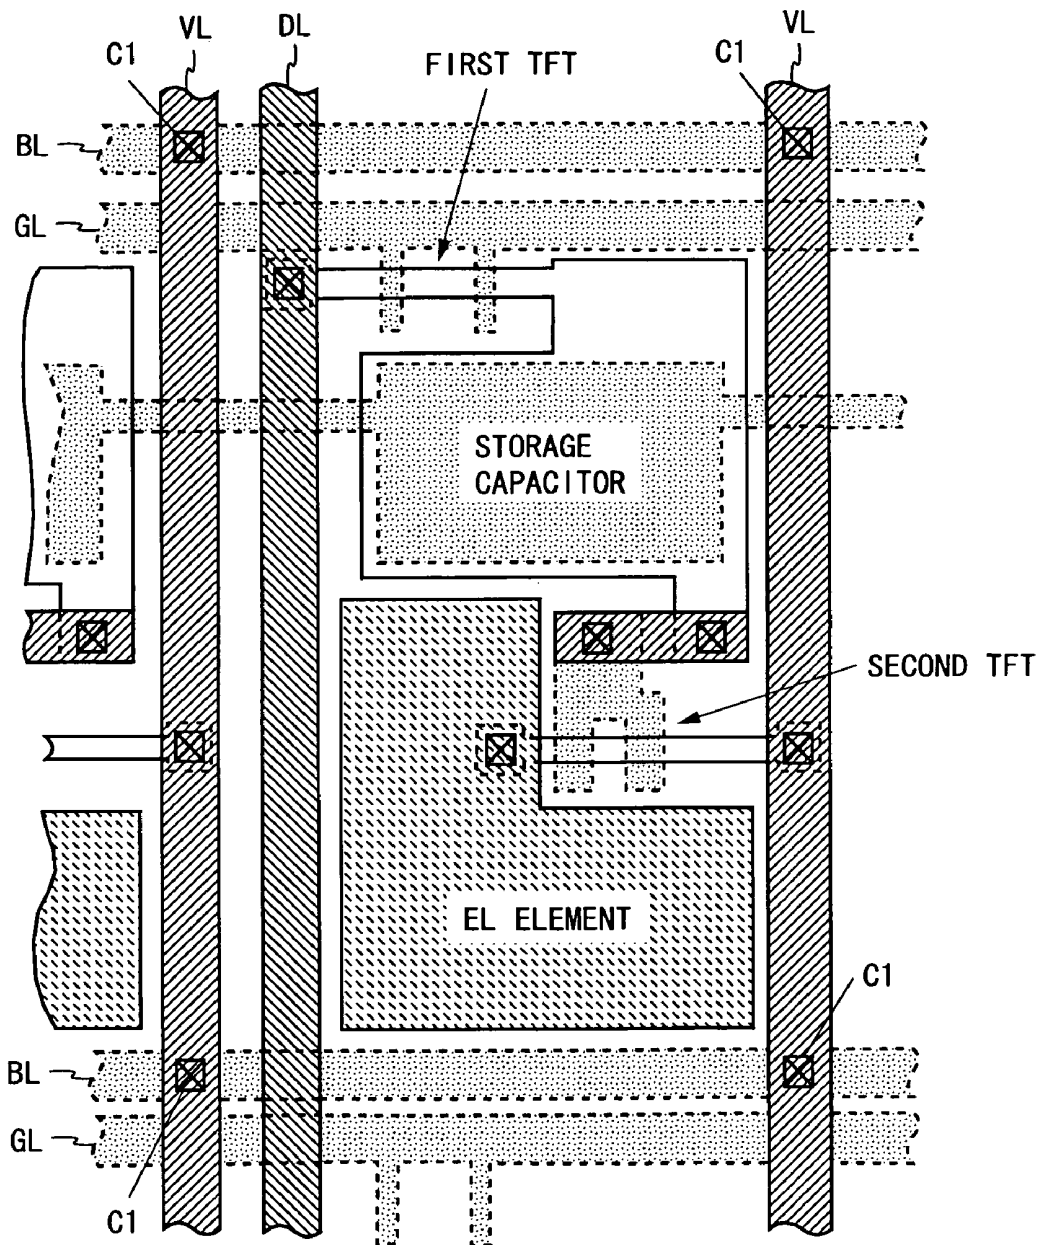 VL
DL
VL
C1
FIRST TFT
C1
BL
GL
STORAGE
CAPACITOR
SECOND TFT
EL ELEMENT
C1
BL
GL
C1